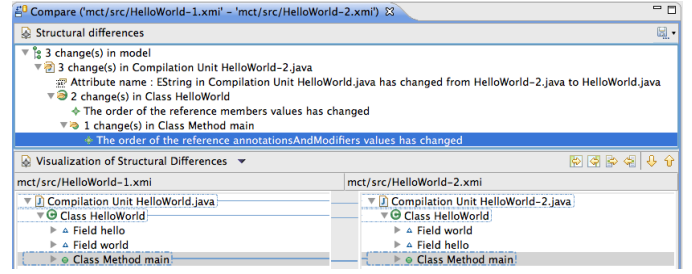 Compare ('mct/src/HelloWorld-1.xmi' - 'mct/src/HelloWorld-2.xmi')
Structural differences
3 change(s) in model
3 change(s) in Compilation Unit HelloWorld-2.java
Attribute name : EString in Compilation Unit HelloWorld.java has changed from HelloWorld-2.java to HelloWorld.java
2 change(s) in Class HelloWorld
The order of the reference members values has changed
1 change(s) in Class Method main
The order of the reference annotationsAndModifiers values has changed
Visualization of Structural Differences
mct/src/HelloWorld-1.xmi mct/src/HelloWorld-2.xmi
Compilation Unit HelloWorld.java Compilation Unit HelloWorld-2.java
Class HelloWorld Class HelloWorld
Field hello Field world
Field world Field hello
Class Method main Class Method main